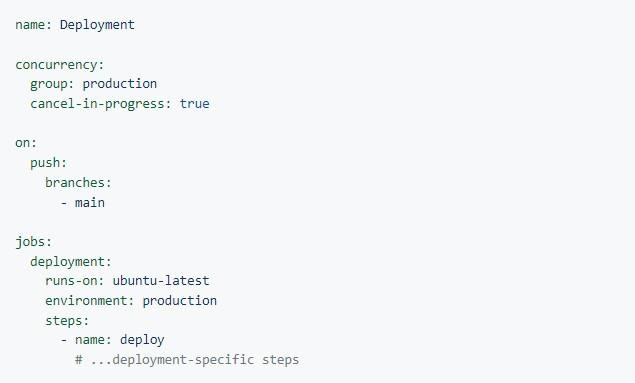 name: Deployment
concurrency:
  group: production
  cancel-in-progress: true
on:
  push:
    branches:
      - main
jobs:
  deployment:
    runs-on: ubuntu-latest
    environment: production
    steps:
      - name: deploy
        # ...deployment-specific steps